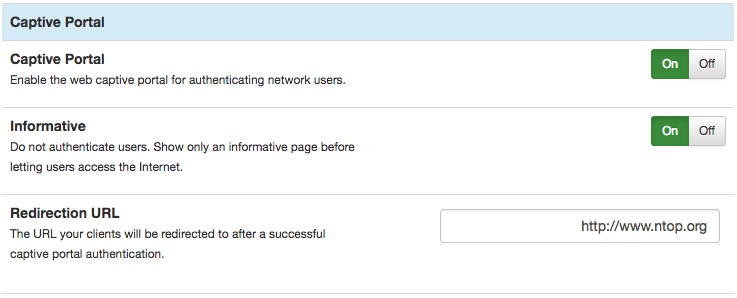 Captive Portal
Captive Portal
Enable the web captive portal for authenticating network users.
On Off
Informative
Do not authenticate users. Show only an informative page before
letting users access the Internet.
On Off
Redirection URL
The URL your clients will be redirected to after a successful
captive portal authentication.
http://www.ntop.org